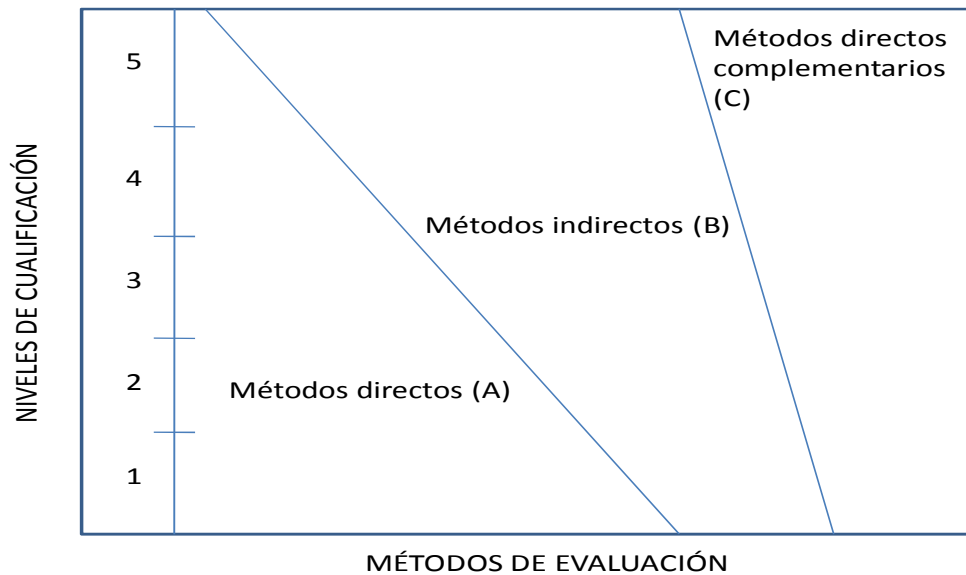 NIVELES DE CUALIFICACIÓN
5
4
3
2
1
Métodos directos
complementarios
(C)
Métodos indirectos (B)
Métodos directos (A)
MÉTODOS DE EVALUACIÓN